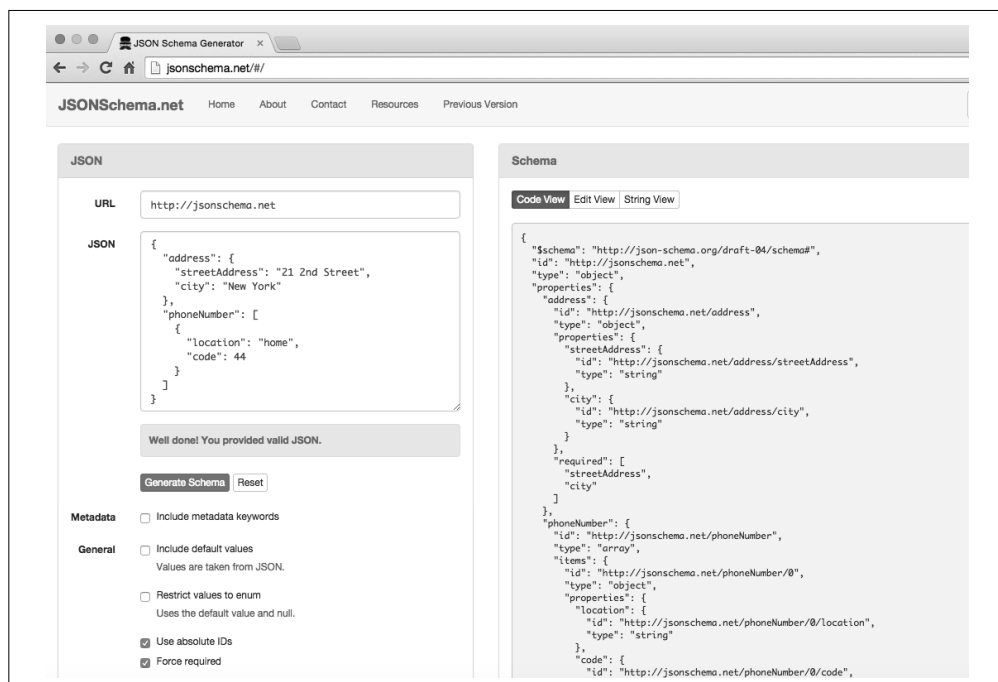 JSON Schema Generator ×
jsonschema.net/#/
JSONSchema.net Home About Contact Resources Previous Version
JSON
URL
http://jsonschema.net
JSON
{
"address": {
"streetAddress": "21 2nd Street",
"city": "New York"
},
"phoneNumber": [
{
"location": "home",
"code": 44
}
]
}
Well done! You provided valid JSON.
Generate Schema Reset
Metadata
Include metadata keywords
General
Include default values
Values are taken from JSON.
Restrict values to enum
Uses the default value and null.
Use absolute IDs
Force required
Schema
Code View Edit View String View
{
"$schema": "http://json-schema.org/draft-04/schema#",
"id": "http://jsonschema.net",
"type": "object",
"properties": {
"address": {
"id": "http://jsonschema.net/address",
"type": "object",
"properties": {
"streetAddress": {
"id": "http://jsonschema.net/address/streetAddress",
"type": "string"
},
"city": {
"id": "http://jsonschema.net/address/city",
"type": "string"
}
},
"required": [
"streetAddress",
"city"
]
},
"phoneNumber": {
"id": "http://jsonschema.net/phoneNumber",
"type": "array",
"items": {
"id": "http://jsonschema.net/phoneNumber/0",
"type": "object",
"properties": {
"location": {
"id": "http://jsonschema.net/phoneNumber/0/location",
"type": "string"
},
"code": {
"id": "http://jsonschema.net/phoneNumber/0/code",